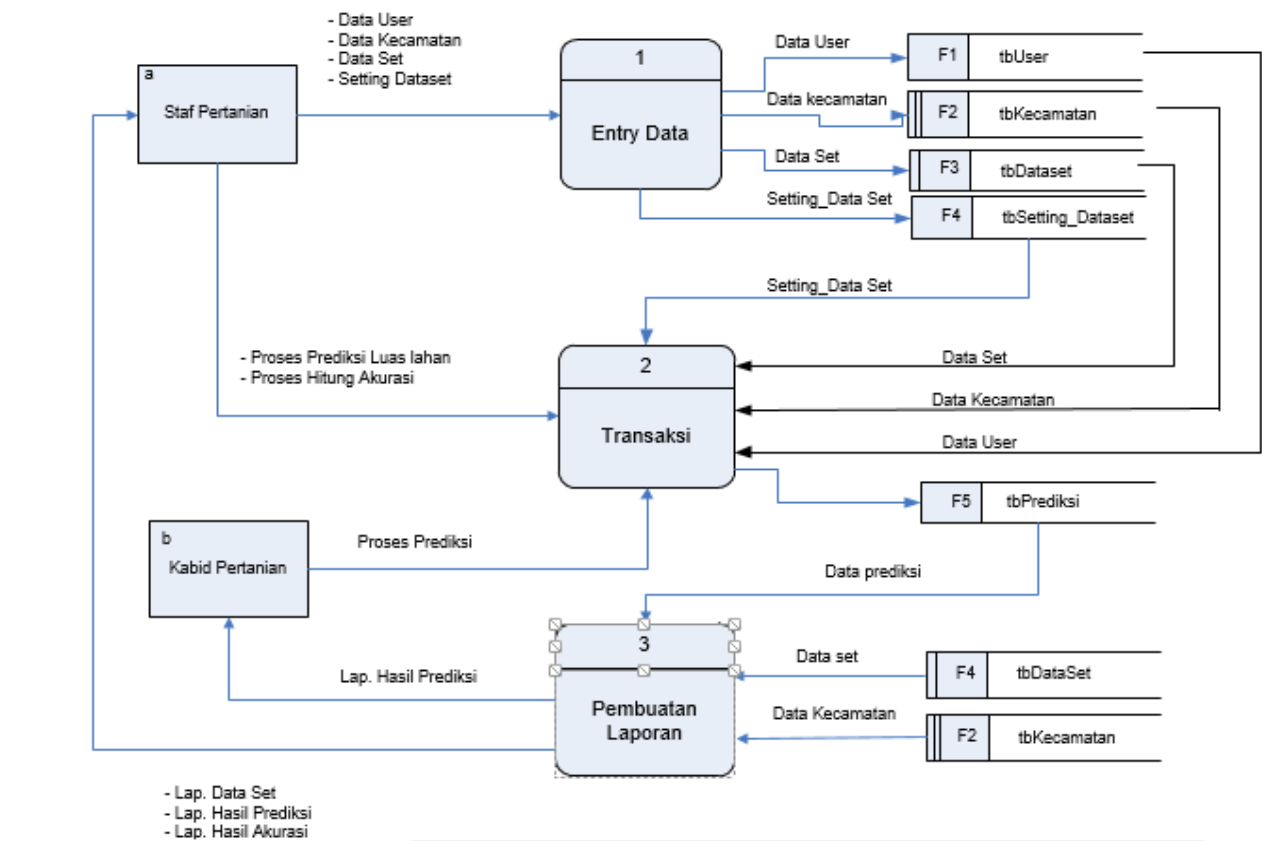 - Data User
- Data Kecamatan
- Data Set
- Setting Dataset
a
Staf Pertanian
1
Entry Data
Data User
F1
tbUser
Data kecamatan
F2
tbKecamatan
Data Set
F3
tbDataset
Setting_Data Set
F4
tbSetting_Dataset
Setting_Data Set
- Proses Prediksi Luas lahan
- Proses Hitung Akurasi
2
Transaksi
Data Set
Data Kecamatan
Data User
F5
tbPrediksi
b
Kabid Pertanian
Proses Prediksi
Data prediksi
3
Pembuatan
Laporan
Lap. Hasil Prediksi
Data set
F4
tbDataSet
Data Kecamatan
F2
tbKecamatan
- Lap. Data Set
- Lap. Hasil Prediksi
- Lap. Hasil Akurasi